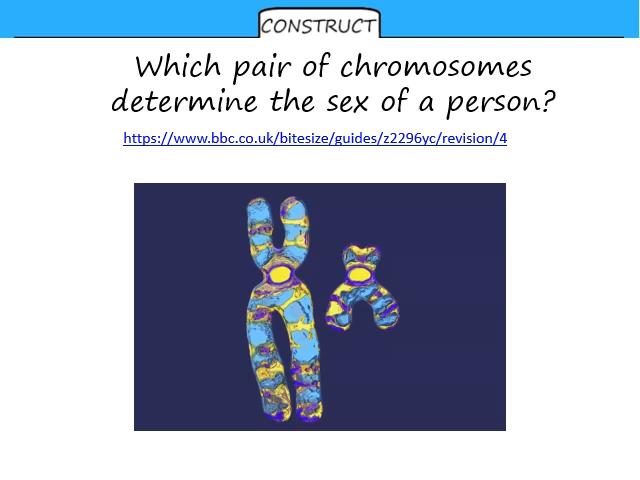 CONSTRUCT
Which pair of chromosomes
determine the sex of a person?
https://www.bbc.co.uk/bitesize/guides/z2296yc/revision/4